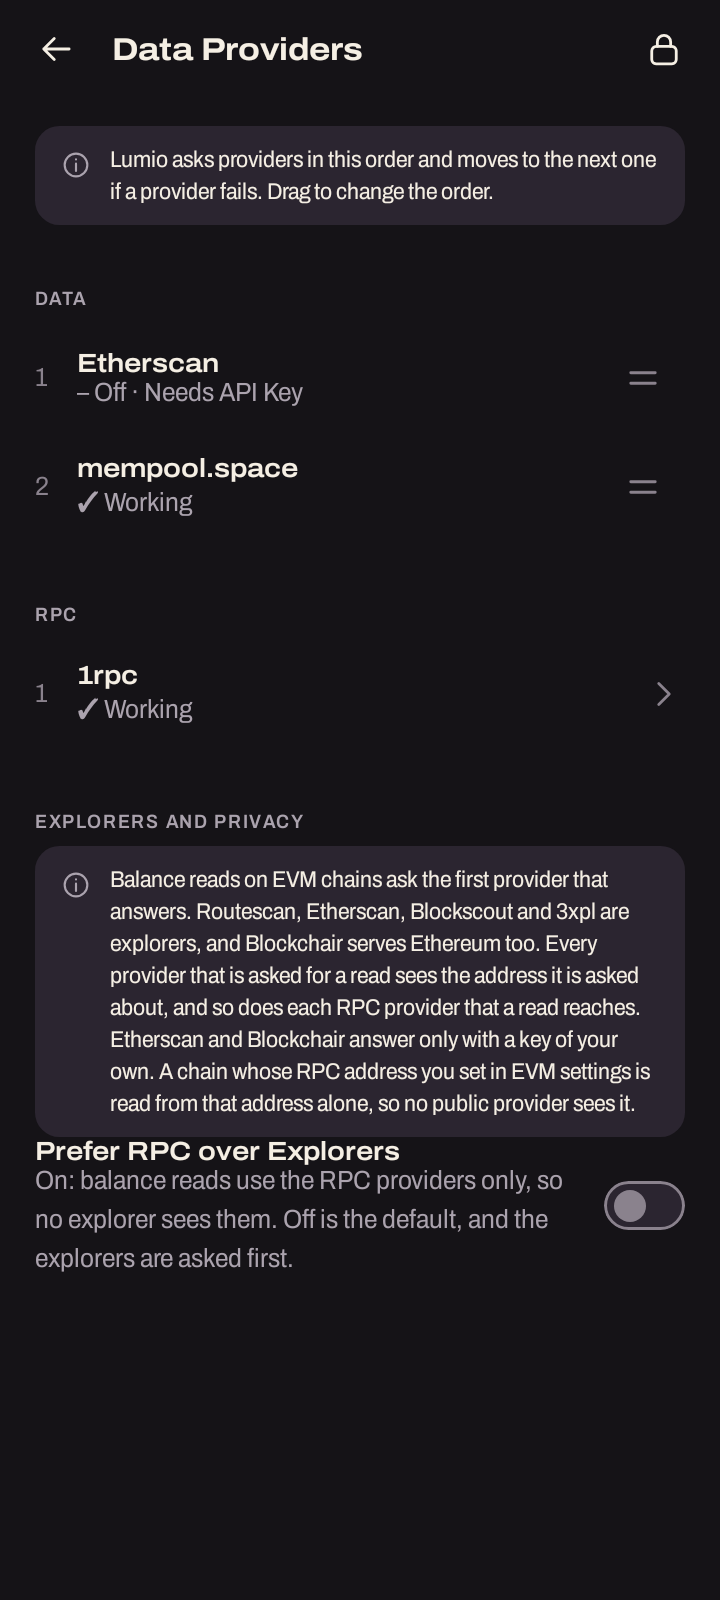 Data Providers
Lumio asks providers in this order and moves to the next one
if a provider fails. Drag to change the order.
DATA
1
Etherscan
– Off · Needs API Key
2
mempool.space
✓ Working
RPC
1
1rpc
✓ Working
EXPLORERS AND PRIVACY
Balance reads on EVM chains ask the first provider that
answers. Routescan, Etherscan, Blockscout and 3xpl are
explorers, and Blockchair serves Ethereum too. Every
provider that is asked for a read sees the address it is asked
about, and so does each RPC provider that a read reaches.
Etherscan and Blockchair answer only with a key of your
own. A chain whose RPC address you set in EVM settings is
read from that address alone, so no public provider sees it.
Prefer RPC over Explorers
On: balance reads use the RPC providers only, so
no explorer sees them. Off is the default, and the
explorers are asked first.